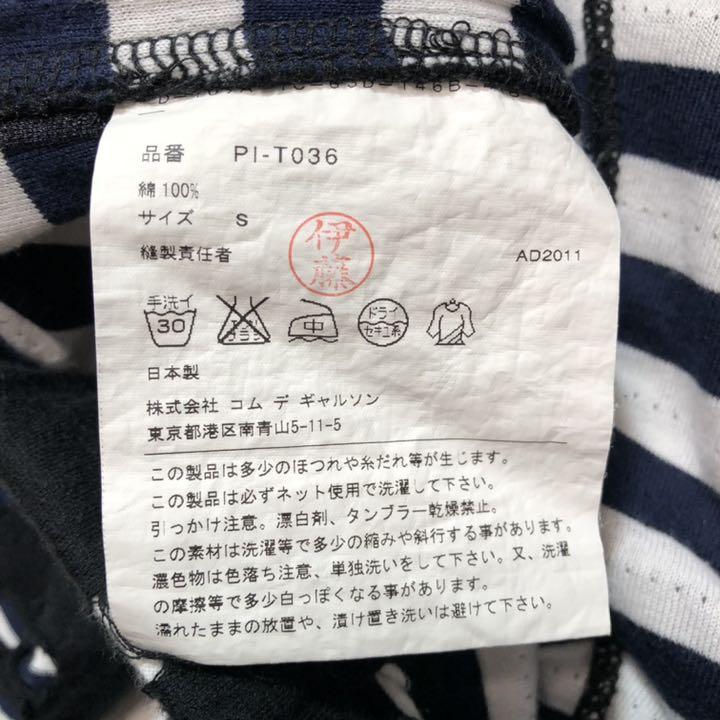 品番 PI-T036
綿 100%
サイズ S
縫製責任者 伊藤 AD2011
手洗イ 30 エンソサラシ 中 ドライ セキユ系
日本製
株式会社 コム デ ギャルソン
東京都港区南青山5-11-5
この製品は多少のほつれや糸だれ等が生じます。
この製品は必ずネット使用で洗濯して下さい。
引っかけ注意。漂白剤、タンブラー乾燥禁止。
この素材は洗濯等で多少の縮みや斜行する事があります。
濃色物は色落ち注意、単独洗いをして下さい。又、洗濯
の摩擦等で多少白っぽくなる事があります。
濡れたままの放置や、漬け置き洗いは避けて下さい。